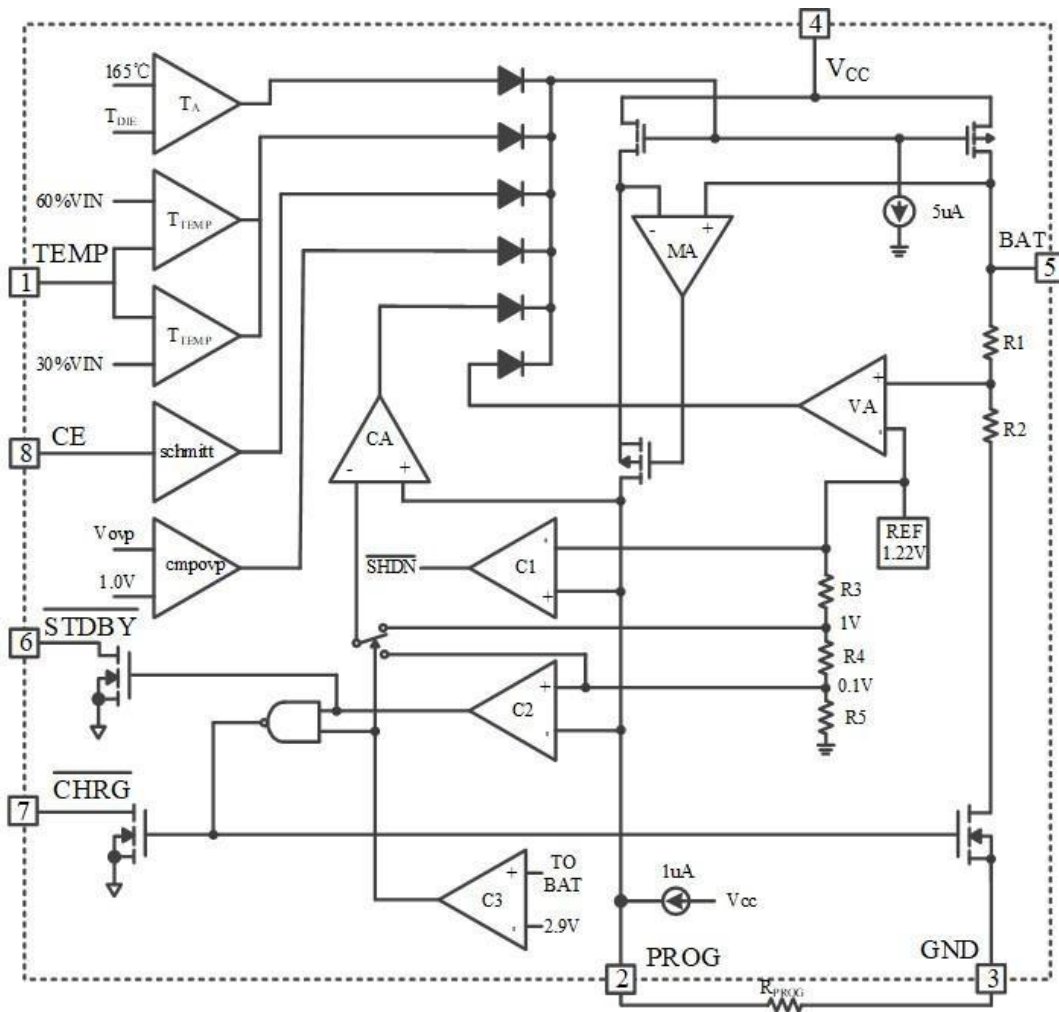 4
VCC
165℃
TDIE
TA
60%VIN
TTEMP
TEMP
1
TTEMP
30%VIN
- +
MA
5uA
BAT
5
R1
R2
+
VA
-
CE
8
schmitt
CA
- +
REF
1.22V
Vovp
1.0V
cmpovp
SHDN
C1
-
+
R3
1V
R4
0.1V
R5
STDBY
6
C2
+
-
CHRG
7
TO
BAT
C3
+
-
2.9V
1uA
Vcc
PROG
2
GND
3
RPROG